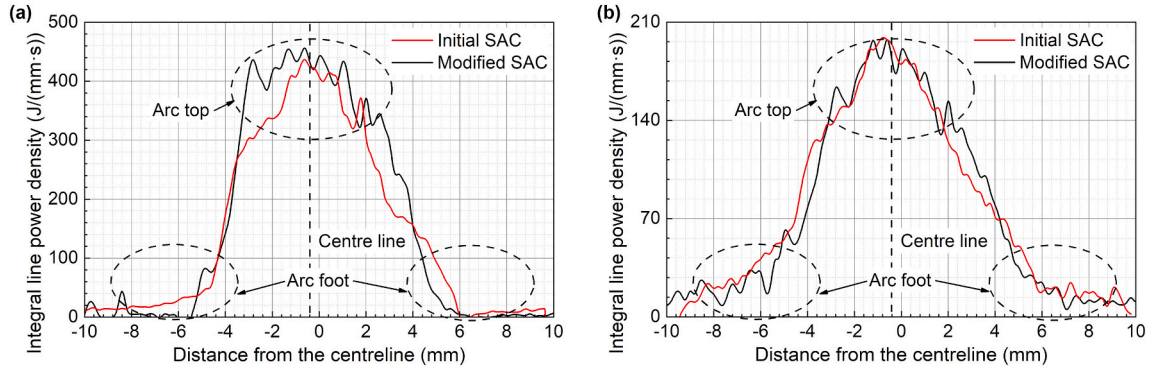 (a)
Integral line power density (J/(mm·s))
500
400
300
200
100
0
Initial SAC
Modified SAC
Arc top
Centre line
Arc foot
-10 -8 -6 -4 -2 0 2 4 6 8 10
Distance from the centreline (mm)
(b)
Integral line power density (J/(mm·s))
210
140
70
0
Initial SAC
Modified SAC
Arc top
Centre line
Arc foot
-10 -8 -6 -4 -2 0 2 4 6 8 10
Distance from the centreline (mm)